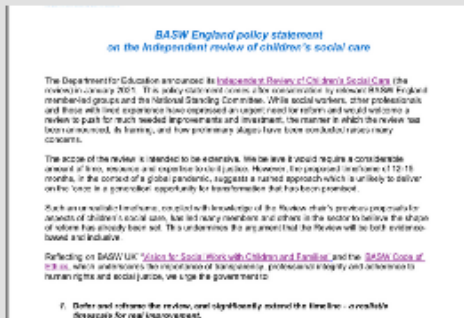 BASW England policy statement
on the Independent review of children's social care
The Department for Education announced its Independent Review of Children's Social Care (the
review) in January 2021. This policy statement comes after consideration by relevant BASW England
member-led groups and the National Standing Committee. While social workers, other professionals
and those with lived experience have expressed an urgent need for reform and would welcome a
review to push for much needed improvements and investment, the manner in which the review has
been announced, its framing, and how preliminary stages have been conducted raises many
concerns.
The scope of the review is intended to be extensive. We believe it would require a considerable
amount of time, resource and expertise to do it justice. However, the proposed timeframe of 12-15
months, in the context of a global pandemic, suggests a rushed approach which is unlikely to deliver
on the 'once in a generation' opportunity for transformation that has been promised.
Such an unrealistic timeframe, coupled with knowledge of the Review chair's previous proposals for
aspects of children's social care, has led many members and others in the sector to believe the shape
of reform has already been set. This undermines the argument that the Review will be both evidence-
based and inclusive.
Reflecting on BASW UK 'Vision for Social Work with Children and Families' and the BASW Code of
Ethics, which underscores the importance of transparency, professional integrity and adherence to
human rights and social justice, we urge the government to
1. Defer and reframe the review, and significantly extend the timeline - a realistic
timescale for real improvement.